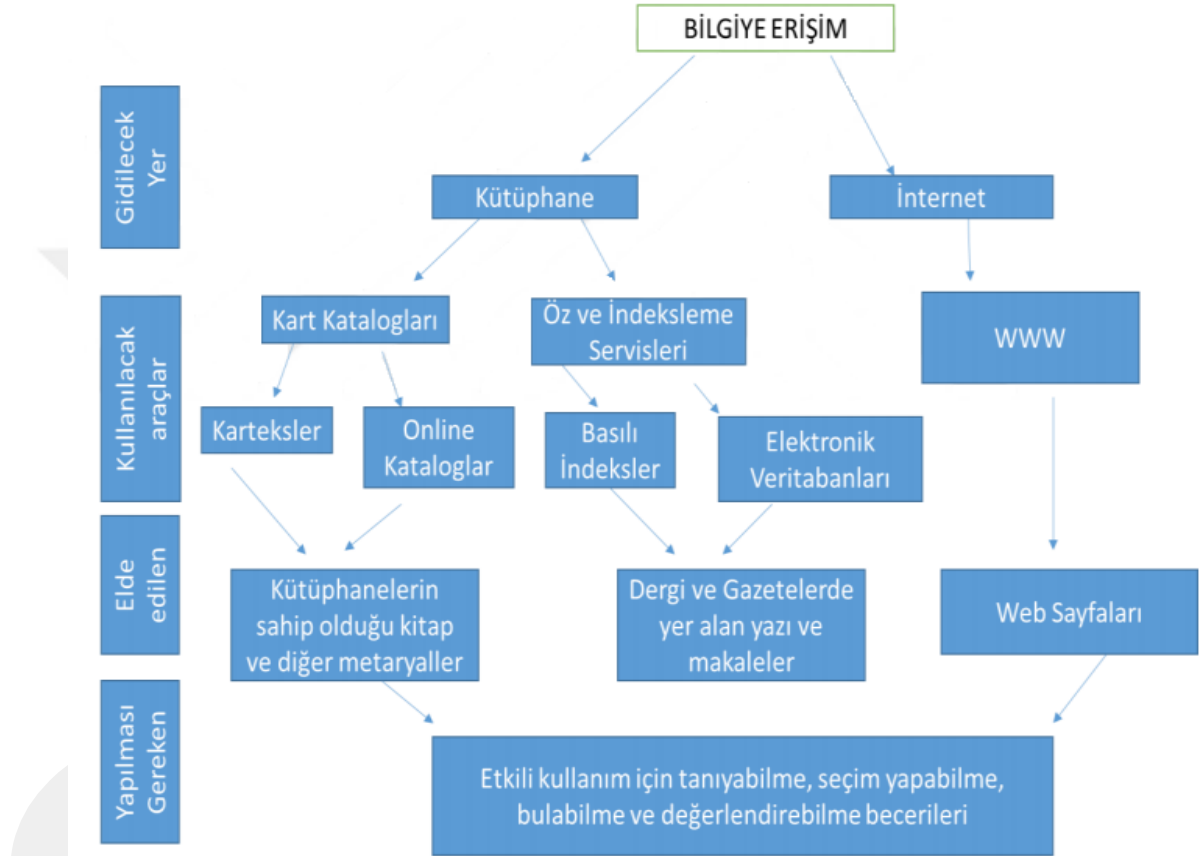 BİLGİYE ERİŞİM
Gidilecek
Yer
Kütüphane
İnternet
Kullanılacak
araçlar
Kart Katalogları
Öz ve İndeksleme
Servisleri
WWW
Karteksler
Online
Kataloglar
Basılı
İndeksler
Elektronik
Veritabanları
Elde
edilen
Kütüphanelerin
sahip olduğu kitap
ve diğer metaryaller
Dergi ve Gazetelerde
yer alan yazı ve
makaleler
Web Sayfaları
Yapılması
Gereken
Etkili kullanım için tanıyabilme, seçim yapabilme,
bulabilme ve değerlendirebilme becerileri